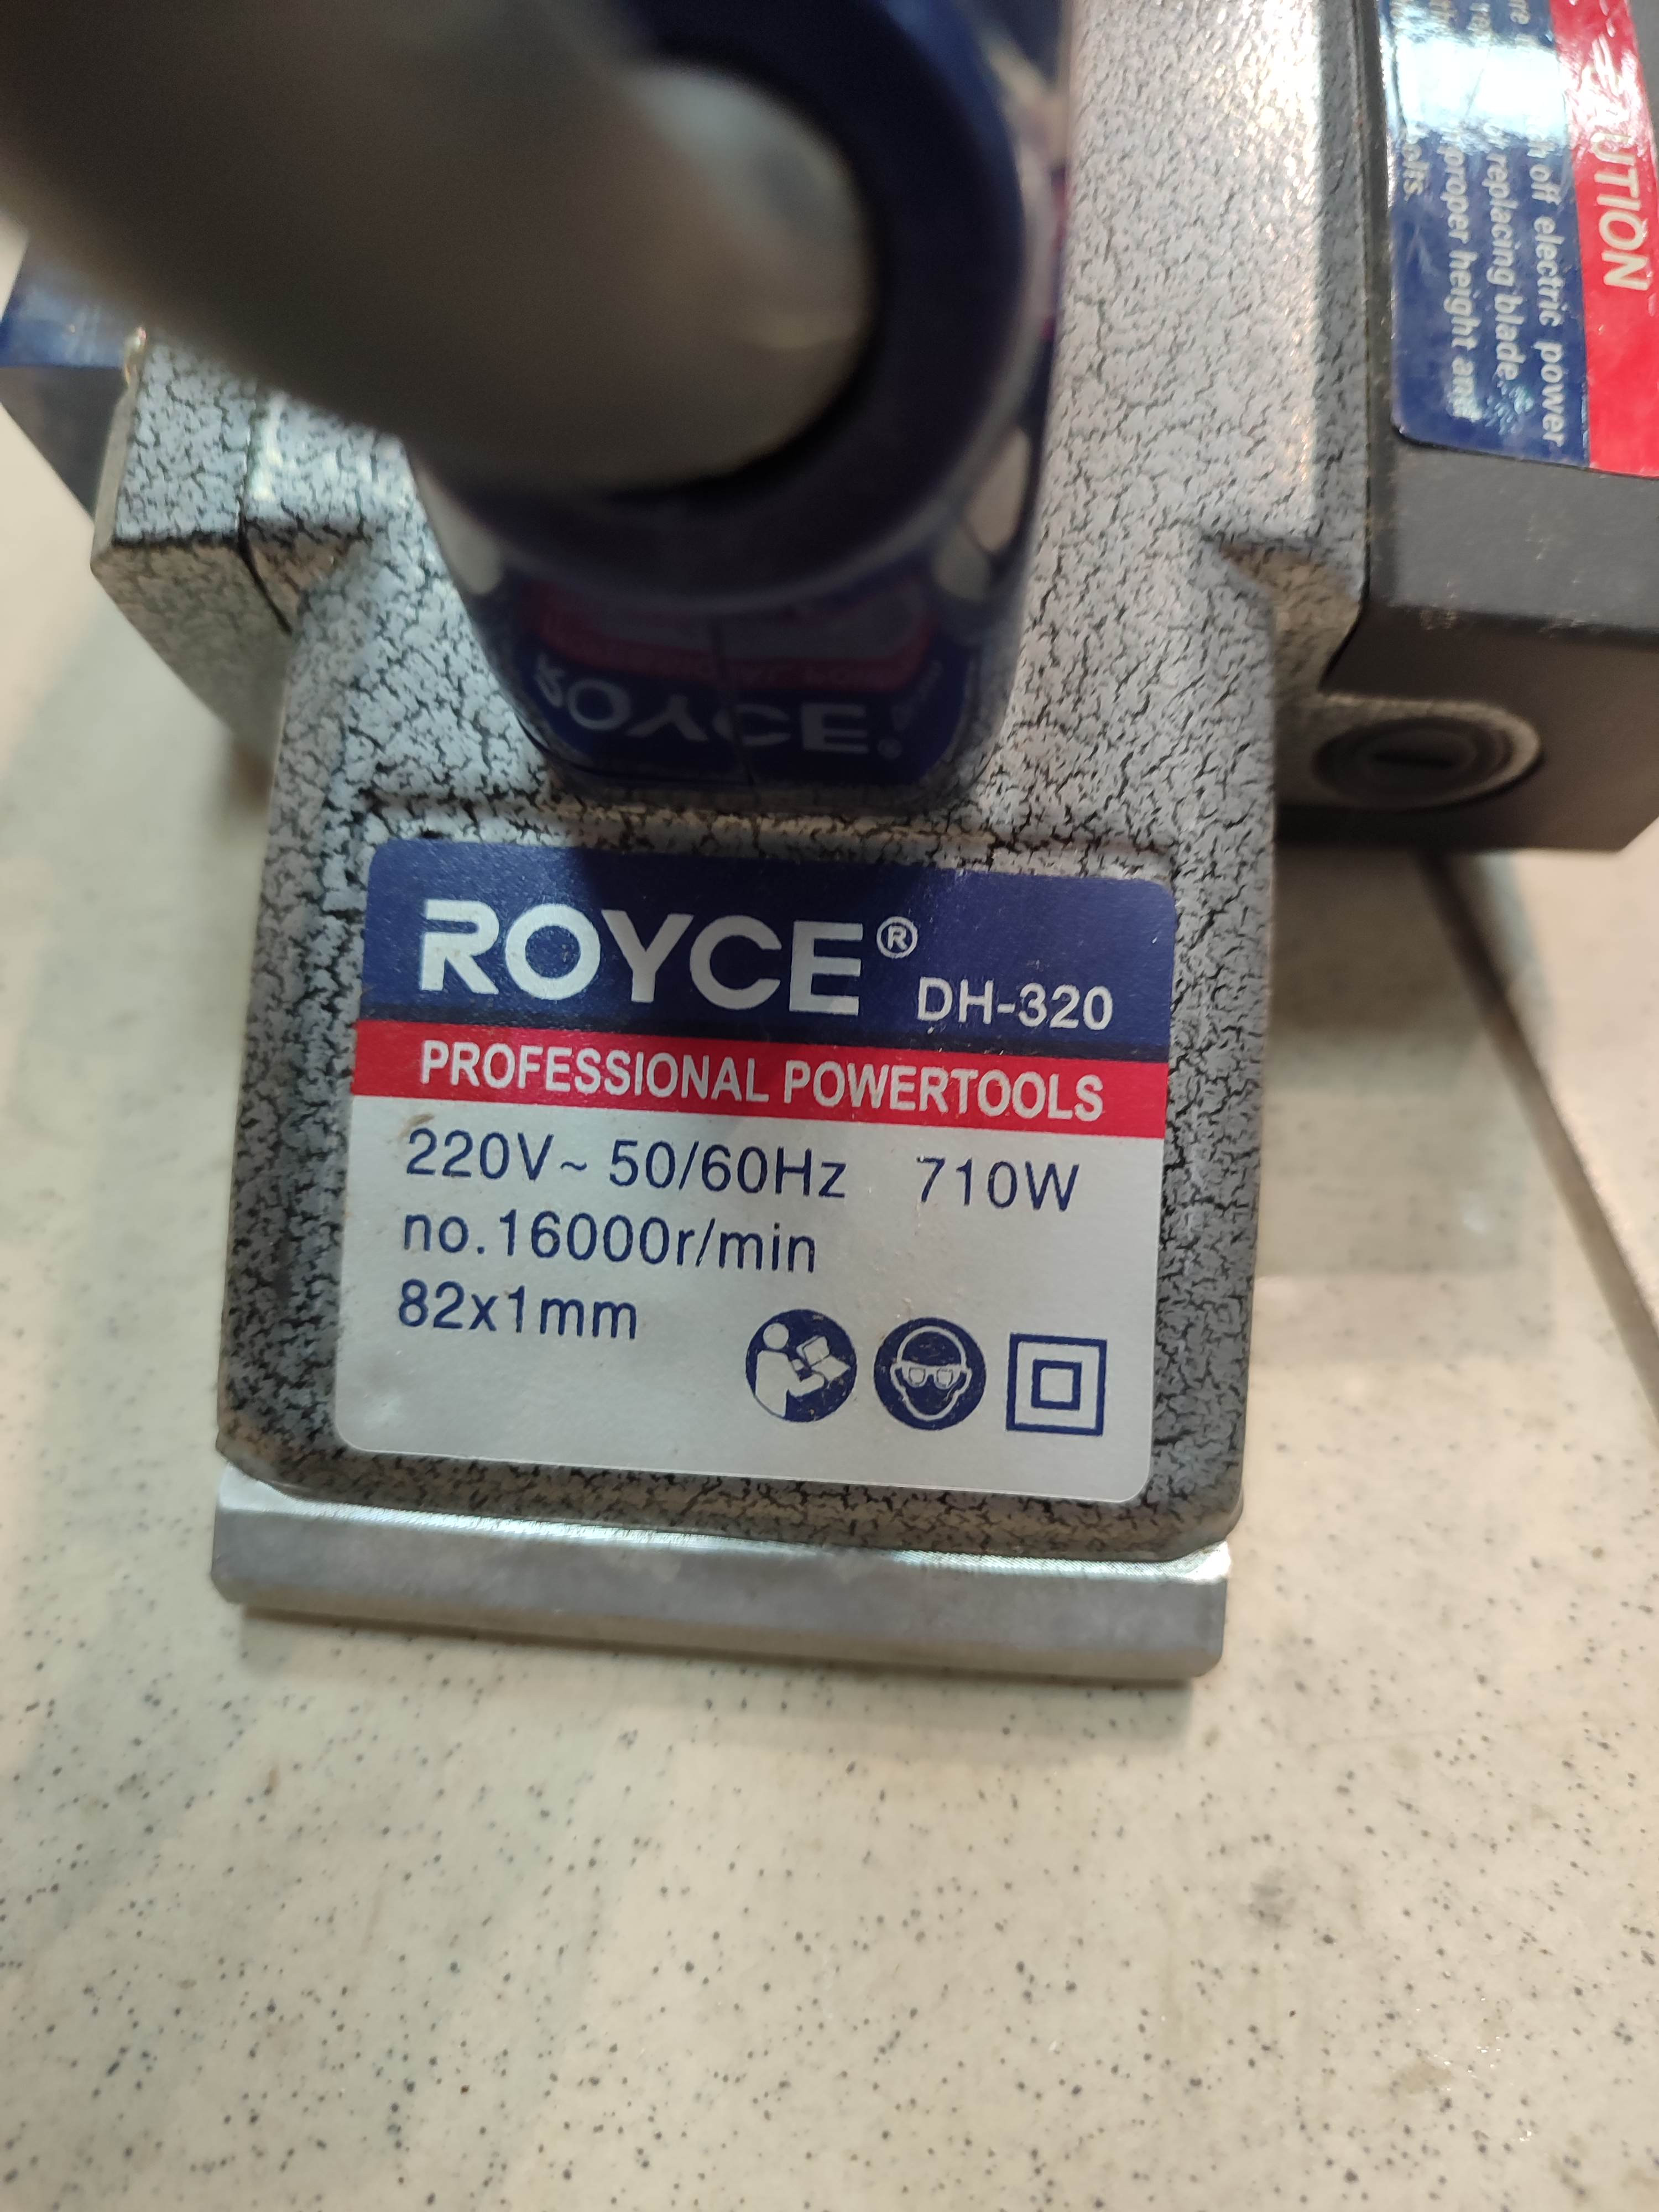 ROYCE® DH-320
PROFESSIONAL POWERTOOLS
220V~ 50/60Hz 710W
no.16000r/min
82x1mm
UTION
off electric power
replacing blade.
proper height and
elts
ROYCE®